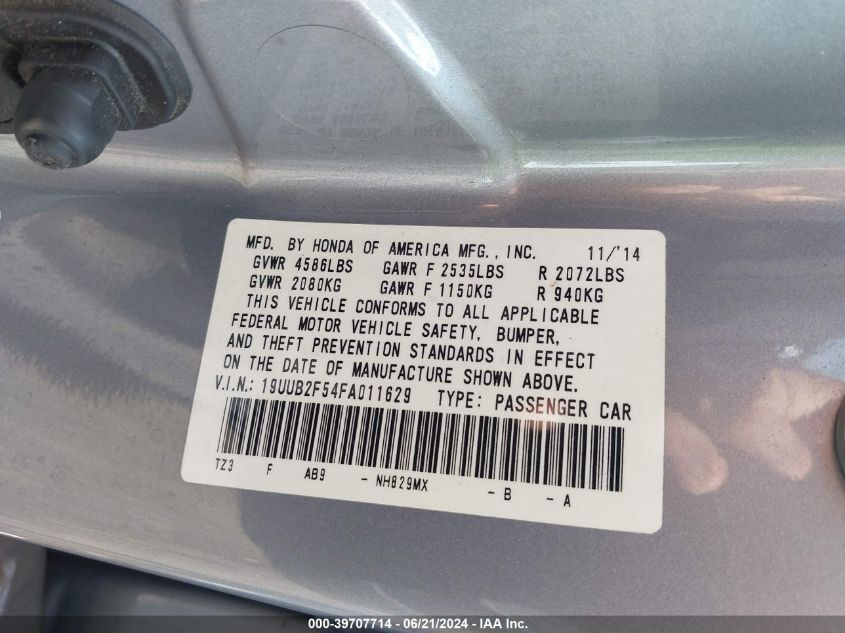 MFD. BY HONDA OF AMERICA MFG., INC. 11/'14
GVWR 4586LBS GAWR F 2535LBS R 2072LBS
GVWR 2080KG GAWR F 1150KG R 940KG
THIS VEHICLE CONFORMS TO ALL APPLICABLE
FEDERAL MOTOR VEHICLE SAFETY, BUMPER,
AND THEFT PREVENTION STANDARDS IN EFFECT
ON THE DATE OF MANUFACTURE SHOWN ABOVE.
V.I.N.: 19UUB2F54FA011629 TYPE: PASSENGER CAR
TZ3 F AB9 - NH829MX - B - A
000-39707714 - 06/21/2024 - IAA Inc.